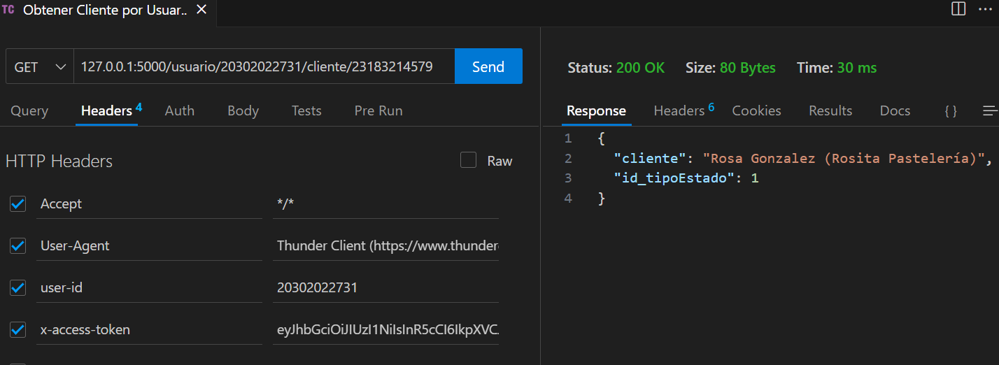 TC Obtener Cliente por Usuar..
GET 127.0.0.1:5000/usuario/20302022731/cliente/23183214579 Send
Query Headers 4 Auth Body Tests Pre Run
HTTP Headers Raw
Accept */*
User-Agent Thunder Client (https://www.thunder
user-id 20302022731
x-access-token eyJhbGciOiJIUzI1NiIsInR5cCI6IkpXVC.
Status: 200 OK Size: 80 Bytes Time: 30 ms
Response Headers 6 Cookies Results Docs { }
1 {
2 "cliente": "Rosa Gonzalez (Rosita Pastelería)",
3 "id_tipoEstado": 1
4 }